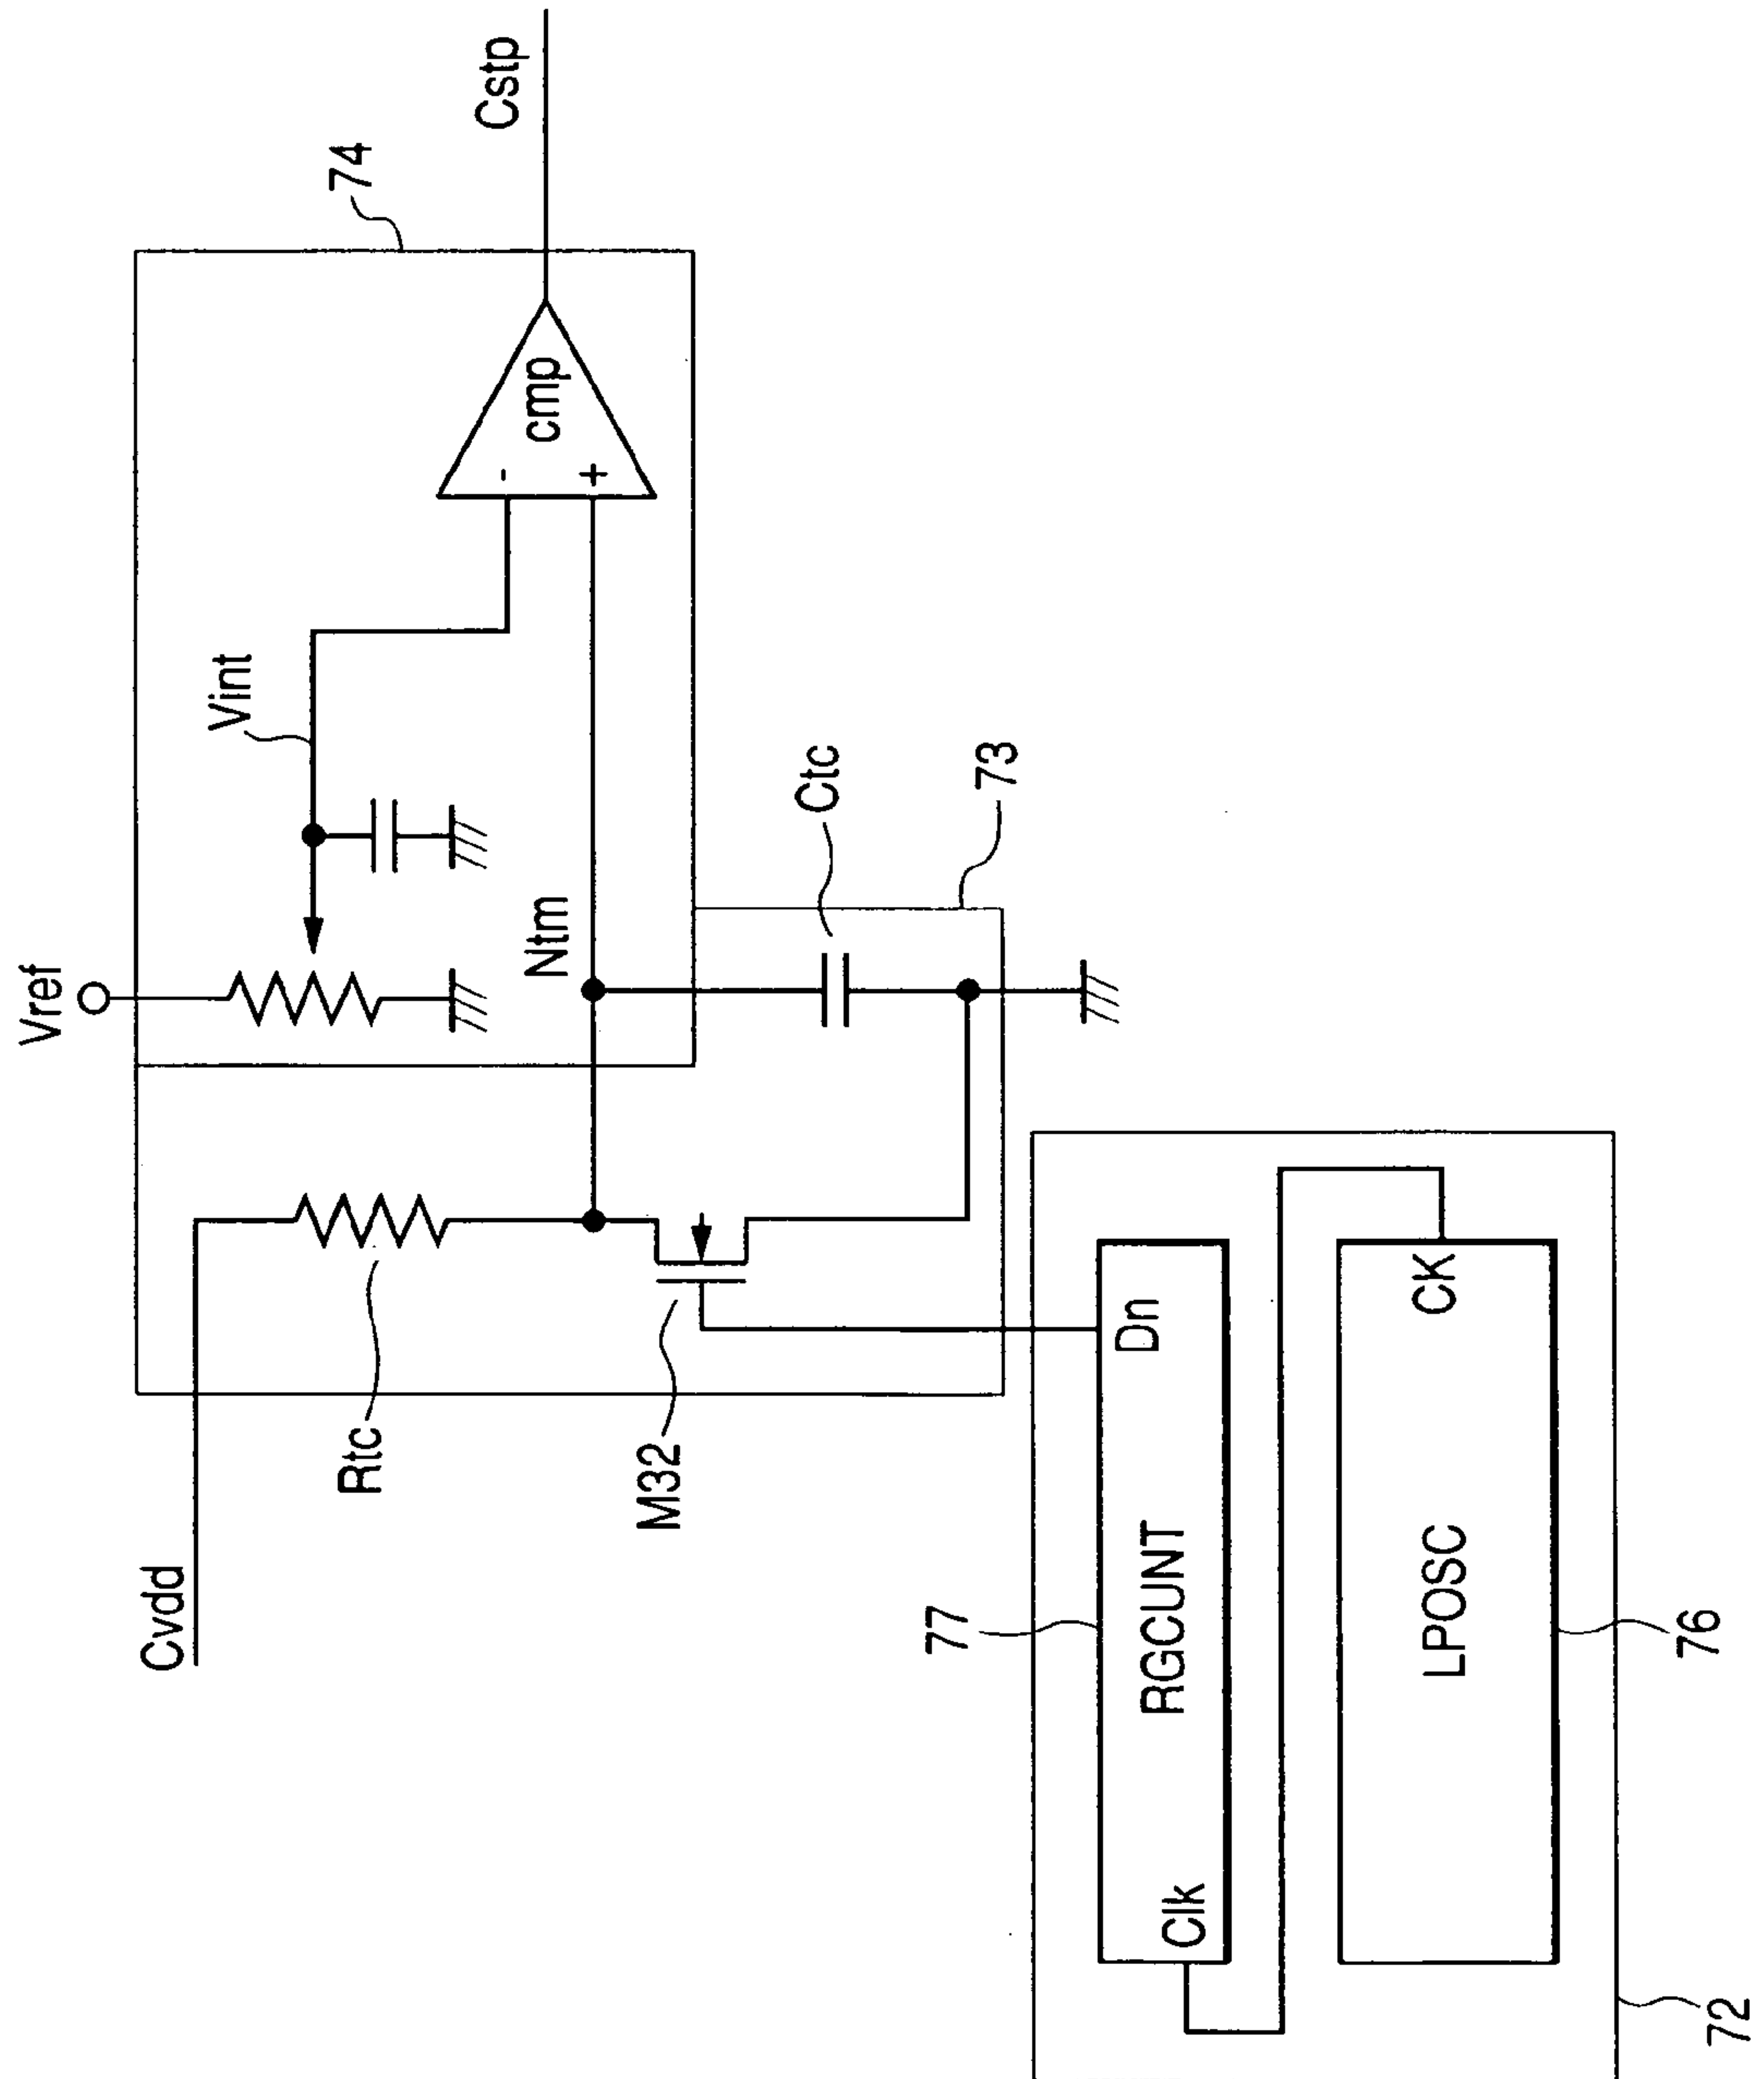 Vref
Cvdd
Rtc
Vint
74
Cstp
-
+
cmp
Ntm
M32
Ctc
73
77
Dn
Clk
RGCUNT
CK
LPOSC
76
72